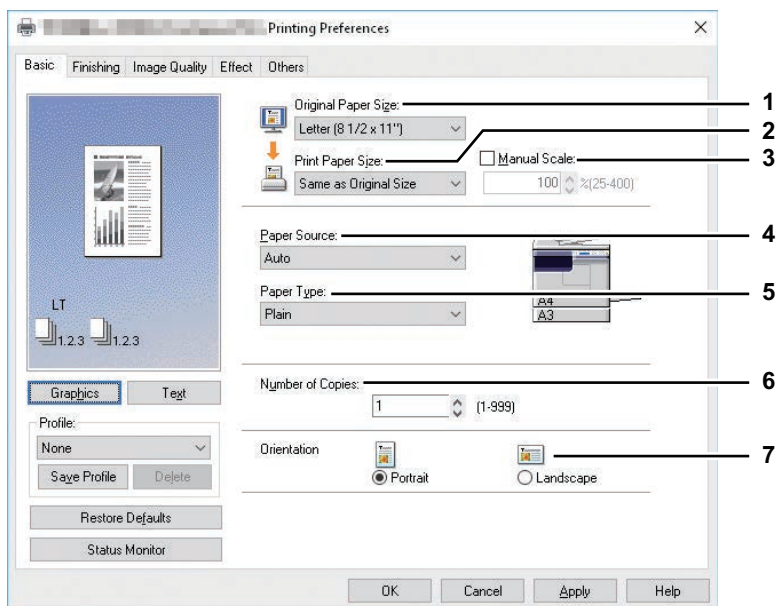 Printing Preferences
Basic Finishing Image Quality Effect Others
Original Paper Size: 1
Letter (8 1/2 x 11") 2
Print Paper Size: Manual Scale: 3
Same as Original Size 100 %(25-400)
Paper Source: 4
Auto
Paper Type: 5
Plain
A4
A3
LT
1.2.3 1.2.3
Graphics Text
Number of Copies: 6
1 (1-999)
Profile:
None
Save Profile Delete
Orientation 7
Portrait Landscape
Restore Defaults
Status Monitor
OK Cancel Apply Help